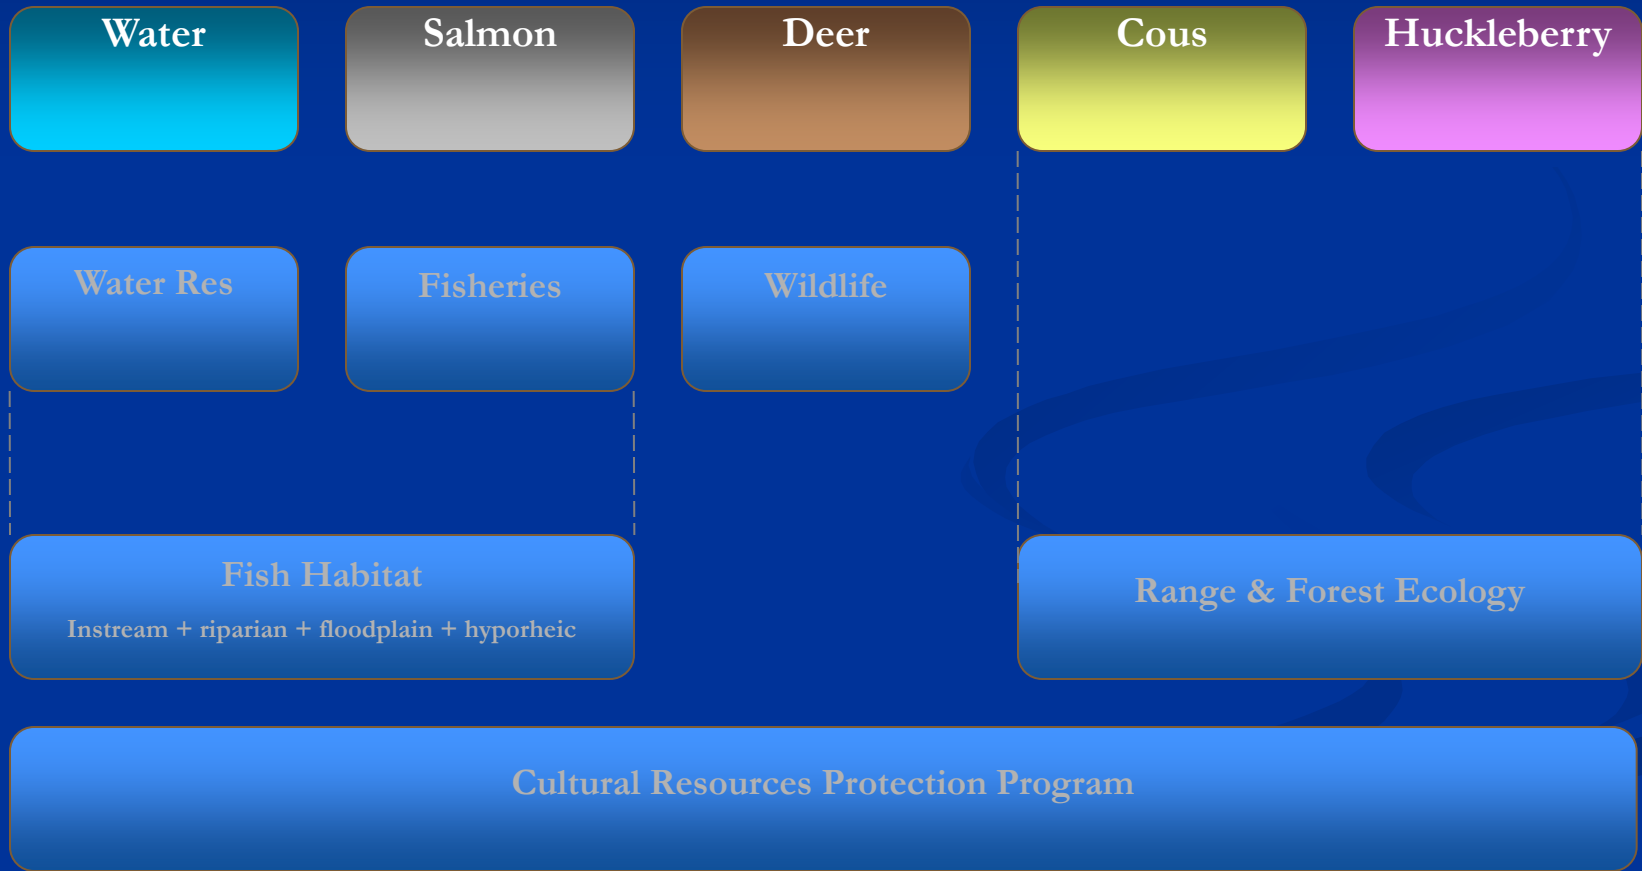 Water
Salmon
Deer
Cous
Huckleberry
Water Res
Fisheries
Wildlife
Fish Habitat
Instream + riparian + floodplain + hyporheic
Range & Forest Ecology
Cultural Resources Protection Program